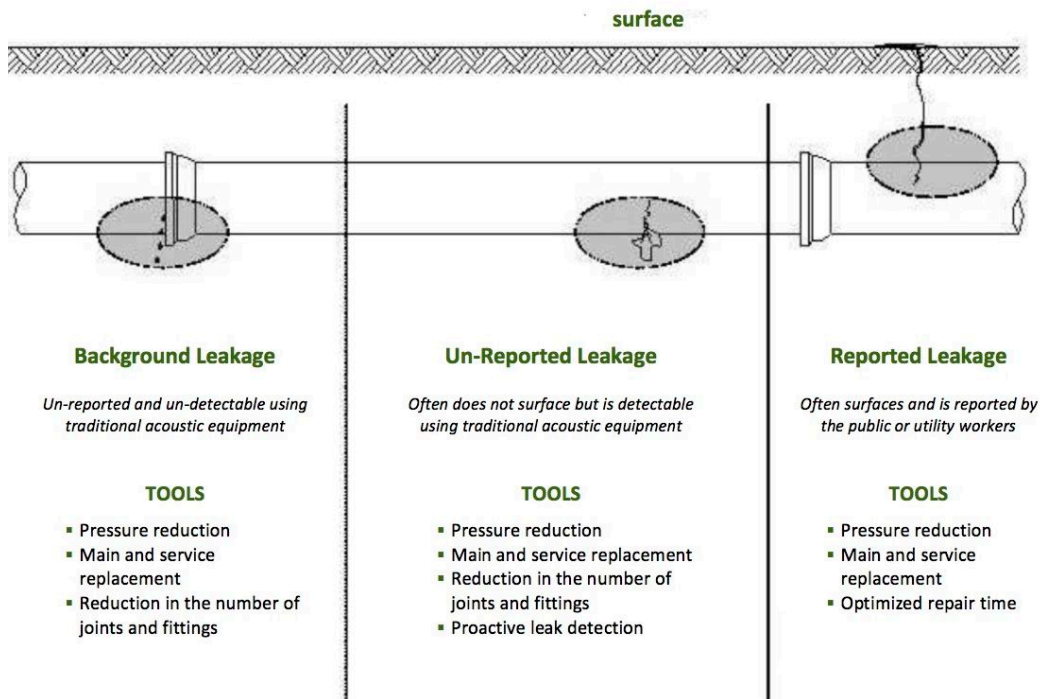 surface
Background Leakage
Un-reported and un-detectable using
traditional acoustic equipment
TOOLS
▪ Pressure reduction
▪ Main and service
replacement
▪ Reduction in the number of
joints and fittings
Un-Reported Leakage
Often does not surface but is detectable
using traditional acoustic equipment
TOOLS
▪ Pressure reduction
▪ Main and service replacement
▪ Reduction in the number of
joints and fittings
▪ Proactive leak detection
Reported Leakage
Often surfaces and is reported by
the public or utility workers
TOOLS
▪ Pressure reduction
▪ Main and service
replacement
▪ Optimized repair time